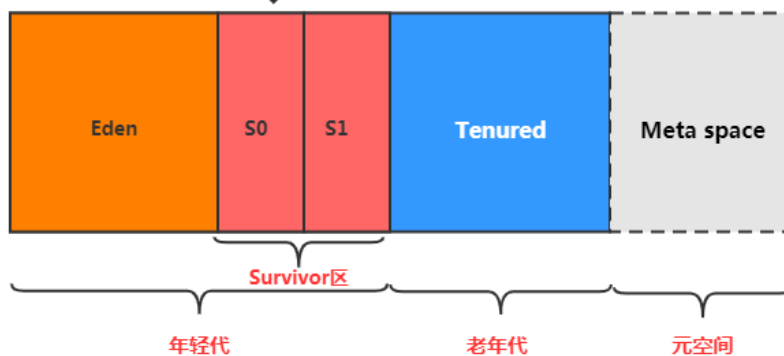 Eden
S0
S1
Tenured
Meta space
Survivor区
年轻代
老年代
元空间